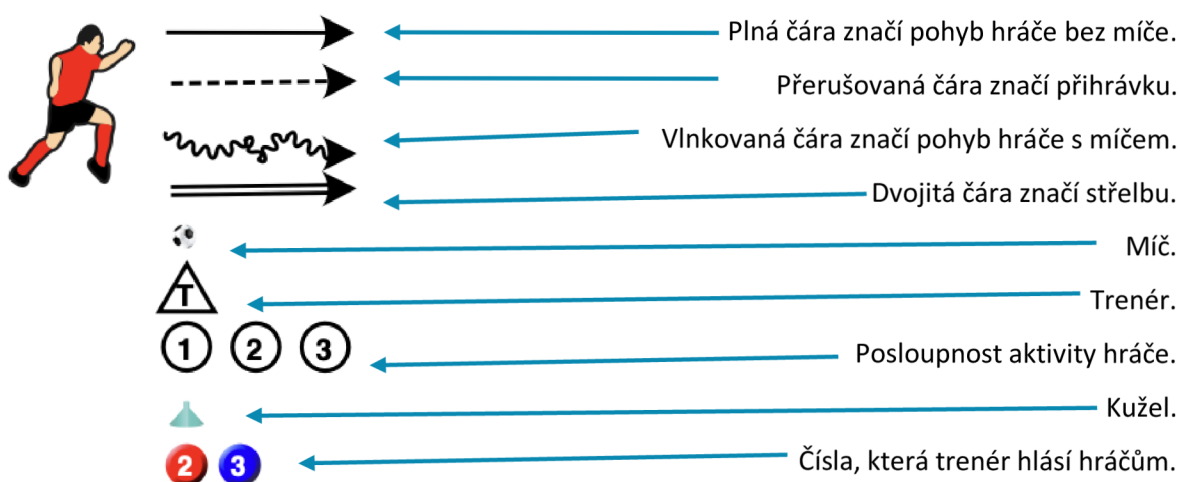 Plná čára značí pohyb hráče bez míče.
Přerušovaná čára značí přihrávku.
Vlnkovaná čára značí pohyb hráče s míčem.
Dvojitá čára značí střelbu.
Míč.
T
Trenér.
1 2 3
Posloupnost aktivity hráče.
Kužel.
2 3
Čísla, která trenér hlásí hráčům.